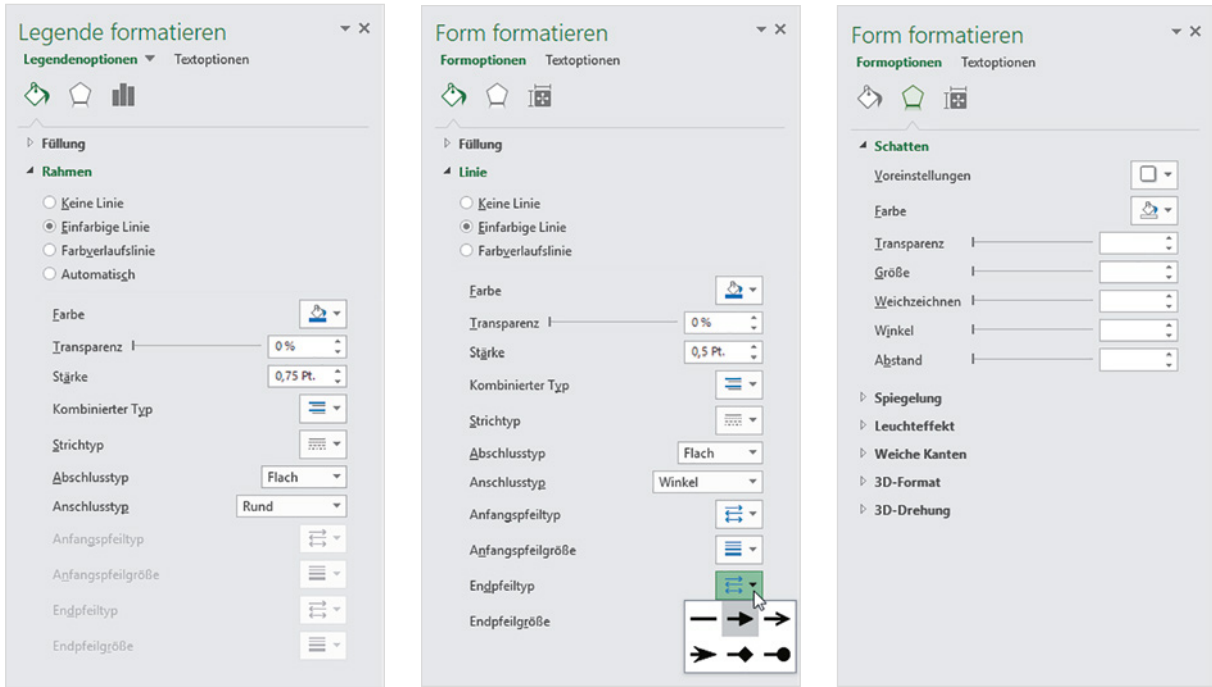 Legende formatieren
Legendenoptionen Textoptionen
Füllung
Rahmen
Keine Linie
Einfarbige Linie
Farbverlaufslinie
Automatisch
Farbe
Transparenz 0%
Stärke 0,75 Pt.
Kombinierter Typ
Strichtyp
Abschlusstyp Flach
Anschlusstyp Rund
Anfangspfeiltyp
Anfangspfeilgröße
Endpfeiltyp
Endpfeilgröße
Form formatieren
Formoptionen Textoptionen
Füllung
Linie
Keine Linie
Einfarbige Linie
Farbverlaufslinie
Farbe
Transparenz 0%
Stärke 0,5 Pt.
Kombinierter Typ
Strichtyp
Abschlusstyp Flach
Anschlusstyp Winkel
Anfangspfeiltyp
Anfangspfeilgröße
Endpfeiltyp
Endpfeilgröße
Form formatieren
Formoptionen Textoptionen
Schatten
Voreinstellungen
Farbe
Transparenz
Größe
Weichzeichnen
Winkel
Abstand
Spiegelung
Leuchteffekt
Weiche Kanten
3D-Format
3D-Drehung